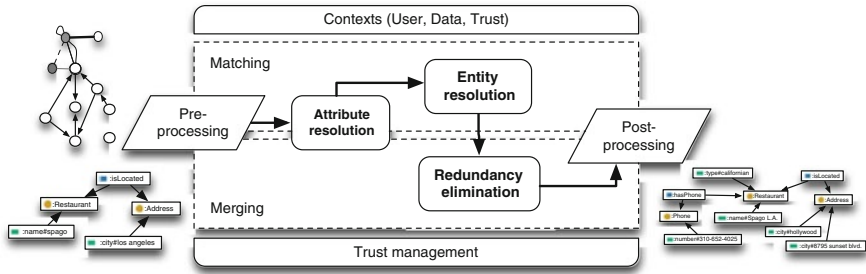 Contexts (User, Data, Trust)
Matching
Entity
resolution
Pre-
processing
Attribute
resolution
Post-
processing
Redundancy
elimination
Merging
Trust management
:isLocated
:Restaurant
:Address
:name#spago
:city#los angeles
:type#californian
:isLocated
:hasPhone
:Restaurant
:Address
:Phone
:name#Spago L.A.
:city#hollywood
:number#310-652-4025
:city#8795 sunset blvd.